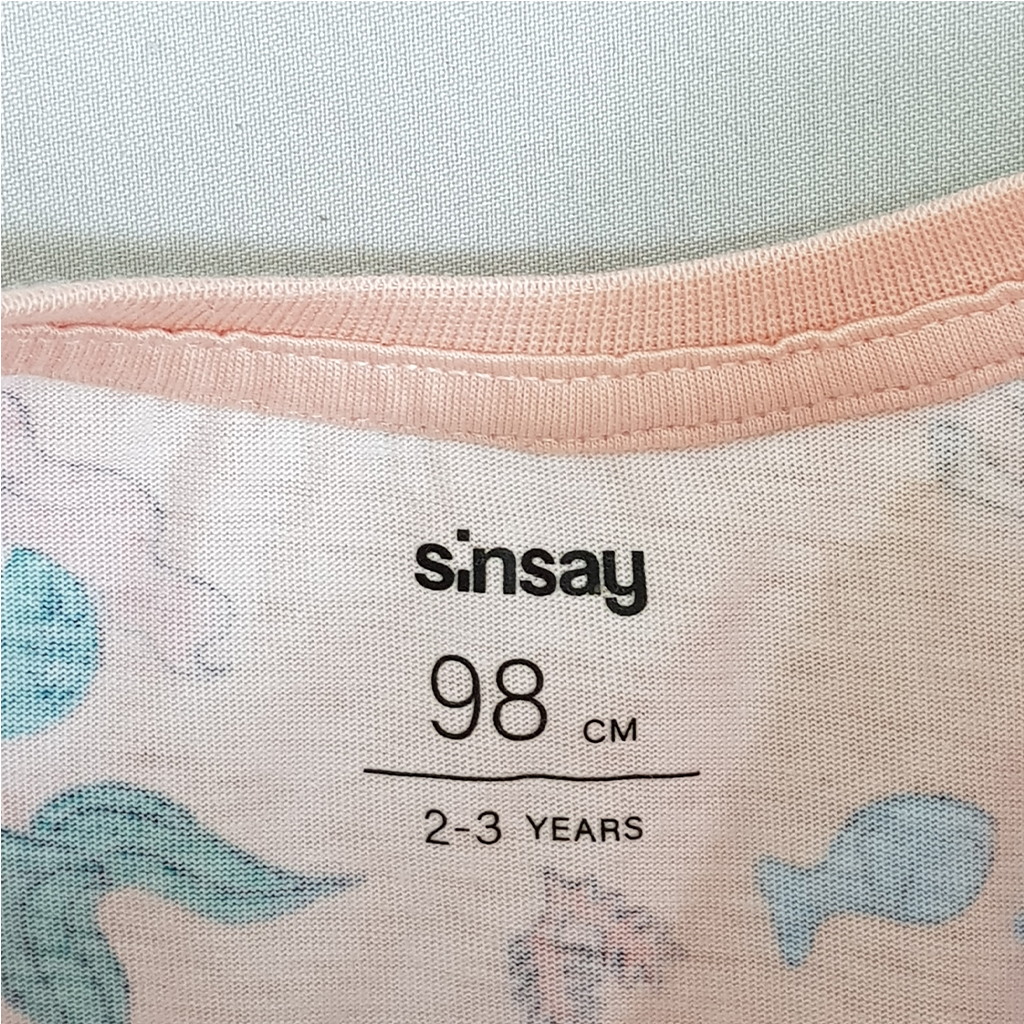 sinsay
98 CM
2-3 YEARS